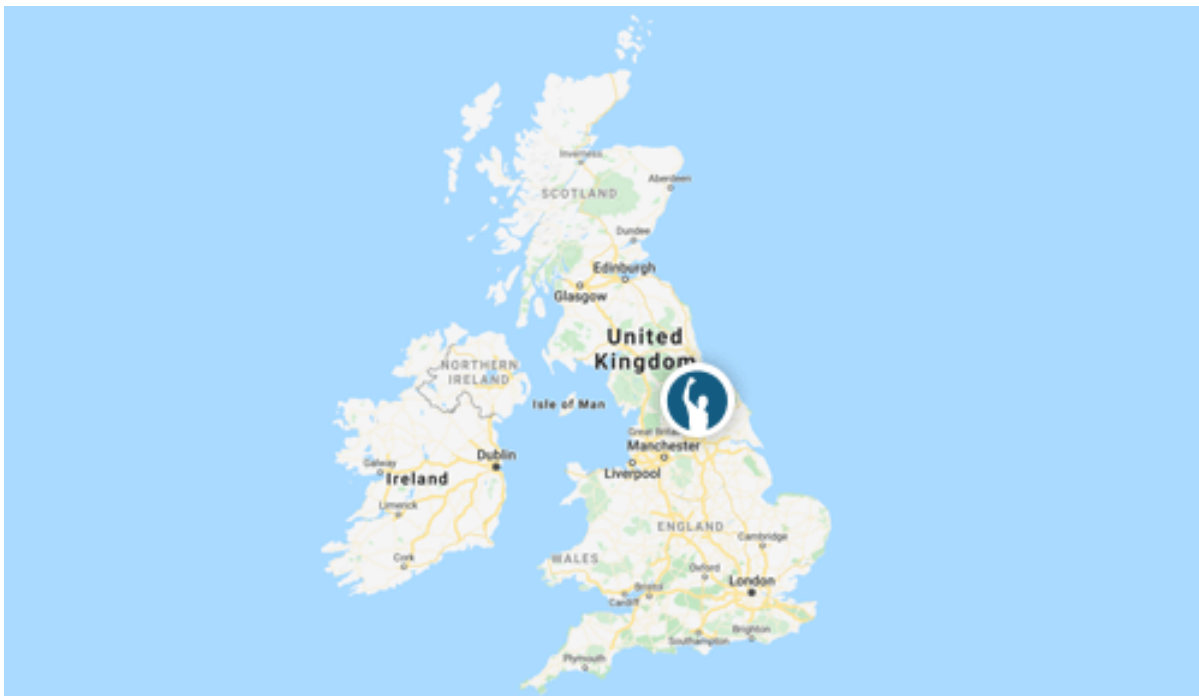 Inverness
SCOTLAND
Aberdeen
Dundee
Edinburgh
Glasgow
United
Kingdom
NORTHERN
IRELAND
Isle of Man
Great Brita
Manchester
Liverpool
Dublin
Galway
Ireland
Limerick
Cork
ENGLAND
Cambridge
WALES
Oxford
London
Bristol
Cardiff
Brighton
Southampton
Plymouth